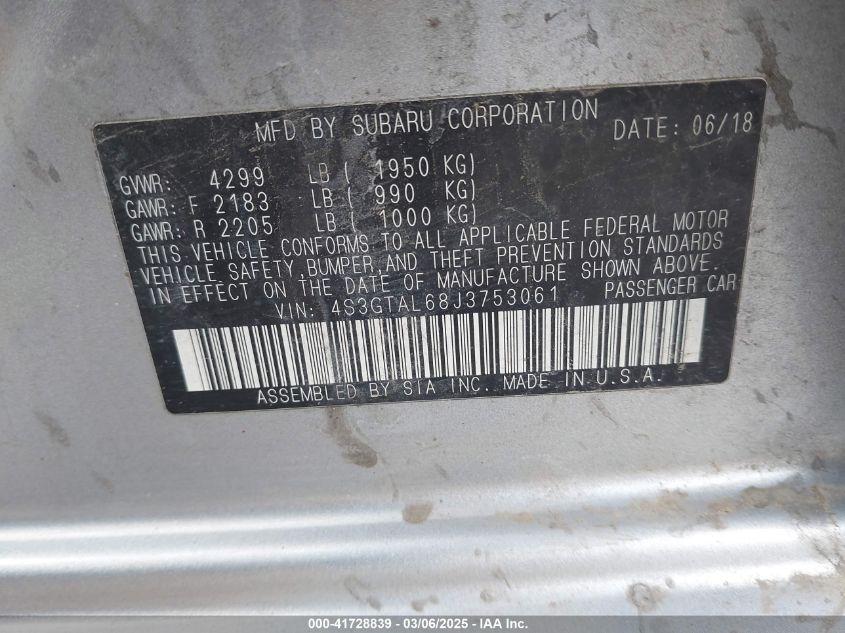 MFD BY SUBARU CORPORATION DATE: 06/18
GVWR: 4299 LB ( 1950 KG)
GAWR: F 2183 LB ( 990 KG)
GAWR: R 2205 LB ( 1000 KG)
THIS VEHICLE CONFORMS TO ALL APPLICABLE FEDERAL MOTOR
VEHICLE SAFETY,BUMPER,AND THEFT PREVENTION STANDARDS
IN EFFECT ON THE DATE OF MANUFACTURE SHOWN ABOVE.
VIN: 4S3GTAL68J3753061 PASSENGER CAR
ASSEMBLED BY SIA INC. MADE IN U.S.A.
000-41728839 - 03/06/2025 - IAA Inc.